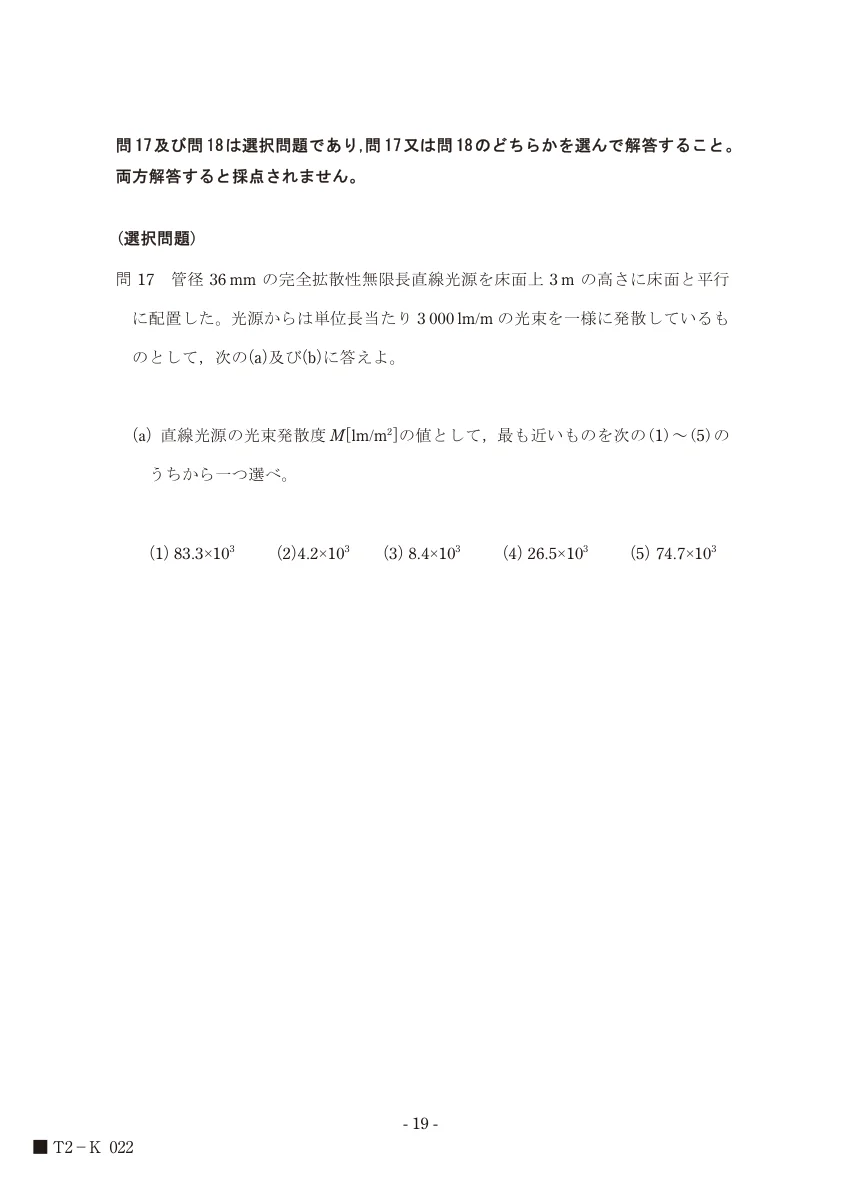 問17及び問18は選択問題であり,問17又は問18のどちらかを選んで解答すること。
両方解答すると採点されません。
(選択問題)
問 17　管径 36 mm の完全拡散性無限長直線光源を床面上 3 m の高さに床面と平行
に配置した。光源からは単位長当たり 3 000 lm/m の光束を一様に発散しているも
のとして，次の(a)及び(b)に答えよ。
(a) 直線光源の光束発散度 M[lm/m²]の値として，最も近いものを次の(1)～(5)の
うちから一つ選べ。
(1) 83.3×10³　(2)4.2×10³　(3) 8.4×10³　(4) 26.5×10³　(5) 74.7×10³
- 19 -
■ T2－K 022